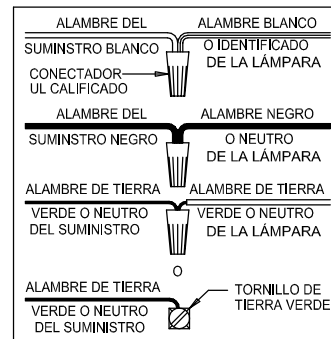 ALAMBRE DEL ALAMBRE BLANCO
SUMINSTRO BLANCO O IDENTIFICADO
DE LA LÁMPARA
CONECTADOR
UL CALIFICADO
ALAMBRE DEL ALAMBRE NEGRO
SUMINSTRO NEGRO O NEUTRO
DE LA LÁMPARA
ALAMBRE DE TIERRA ALAMBRE DE TIERRA
VERDE O NEUTRO VERDE O NEUTRO
DEL SUMINISTRO DE LA LÁMPARA
O
ALAMBRE DE TIERRA TORNILLO DE
VERDE O NEUTRO TIERRA VERDE
DEL SUMINISTRO